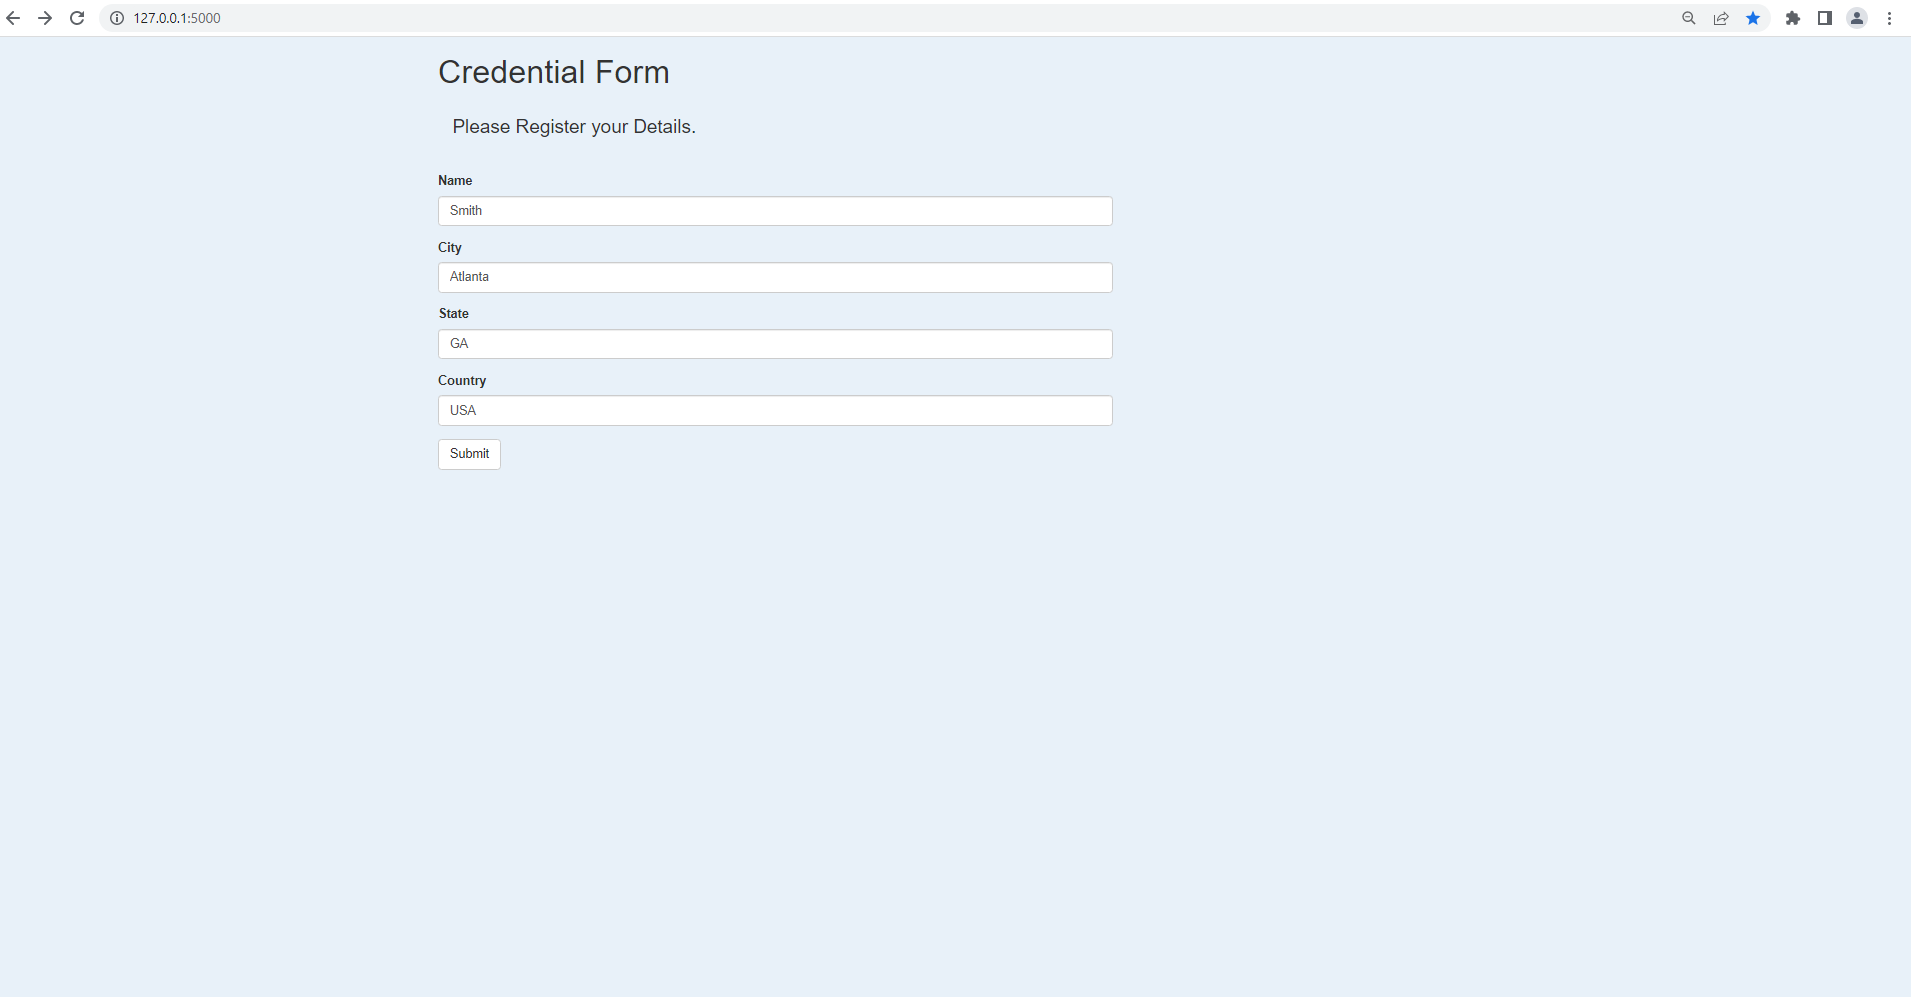 127.0.0.1:5000
Credential Form
Please Register your Details.
Name
Smith
City
Atlanta
State
GA
Country
USA
Submit